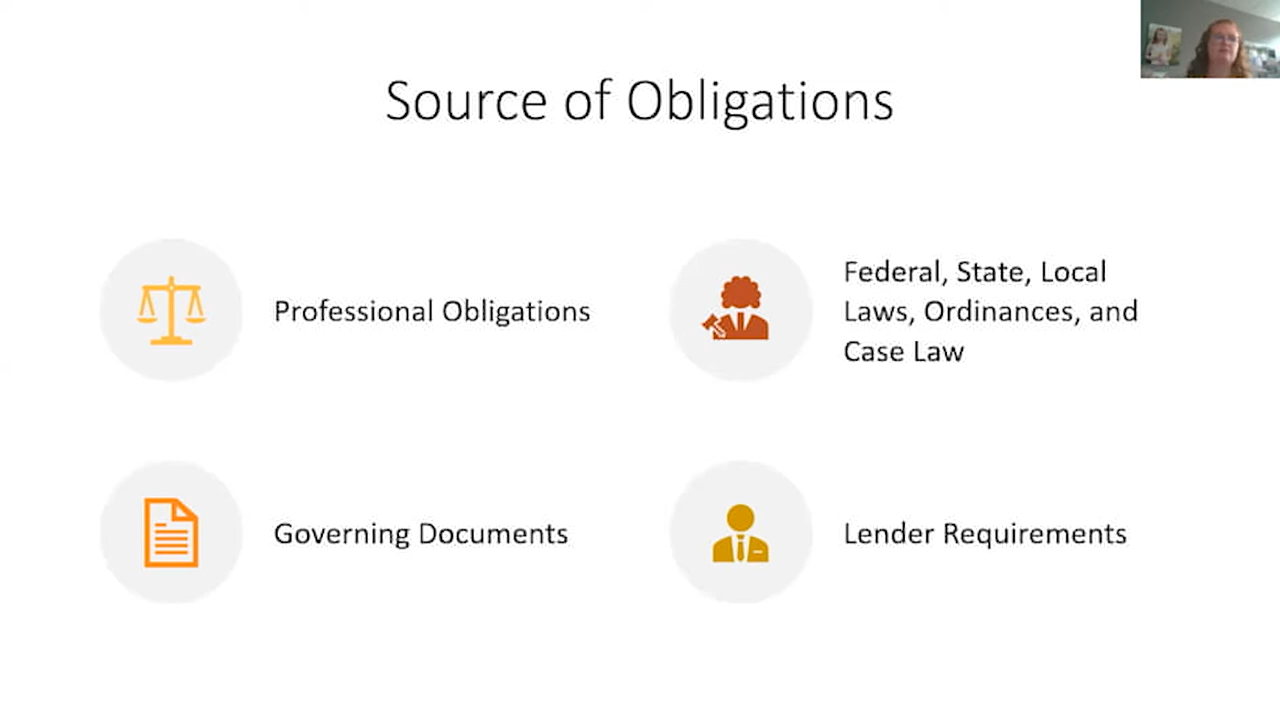 Source of Obligations
Professional Obligations
Federal, State, Local
Laws, Ordinances, and
Case Law
Governing Documents
Lender Requirements